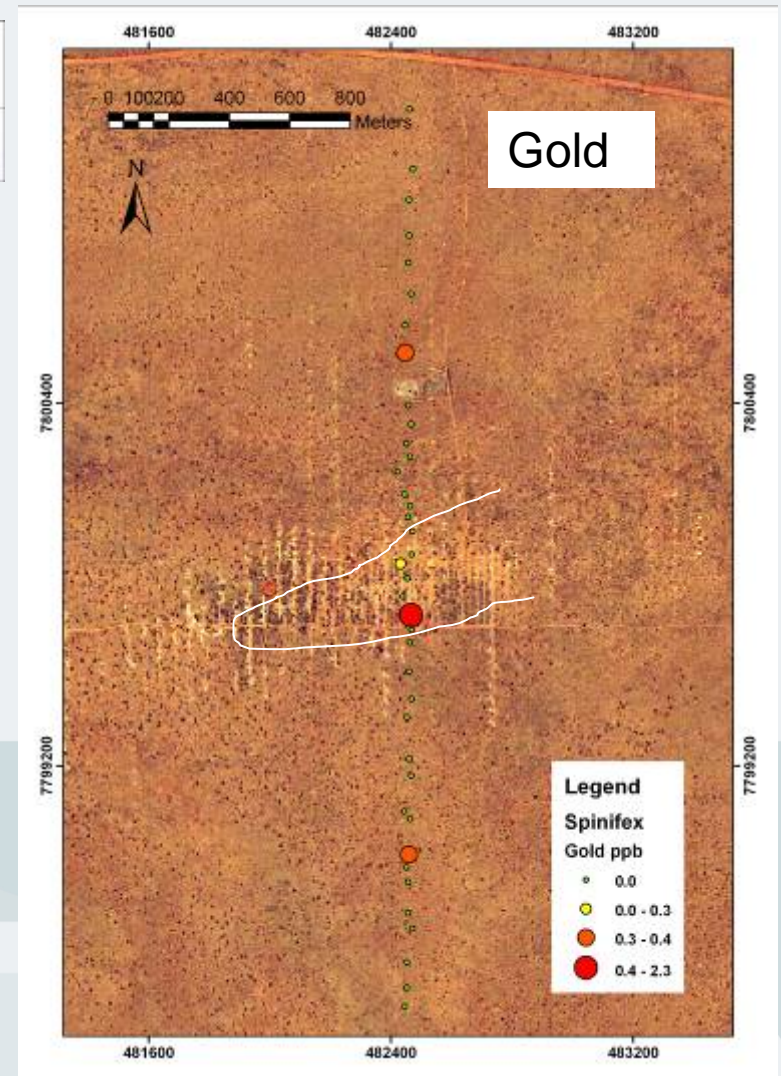 481600 482400 483200
0 100200 400 600 800
Meters
Gold
N
7800400 7800400
7799200 7799200
Legend
Spinifex
Gold ppb
0.0
0.0 - 0.3
0.3 - 0.4
0.4 - 2.3
481600 482400 483200